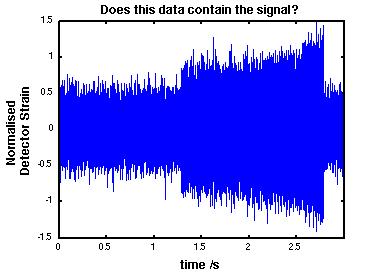 Does this data contain the signal?
1.5
1
0.5
0
-0.5
-1
-1.5
Normalised
Detector Strain
0 0.5 1 1.5 2 2.5
time /s